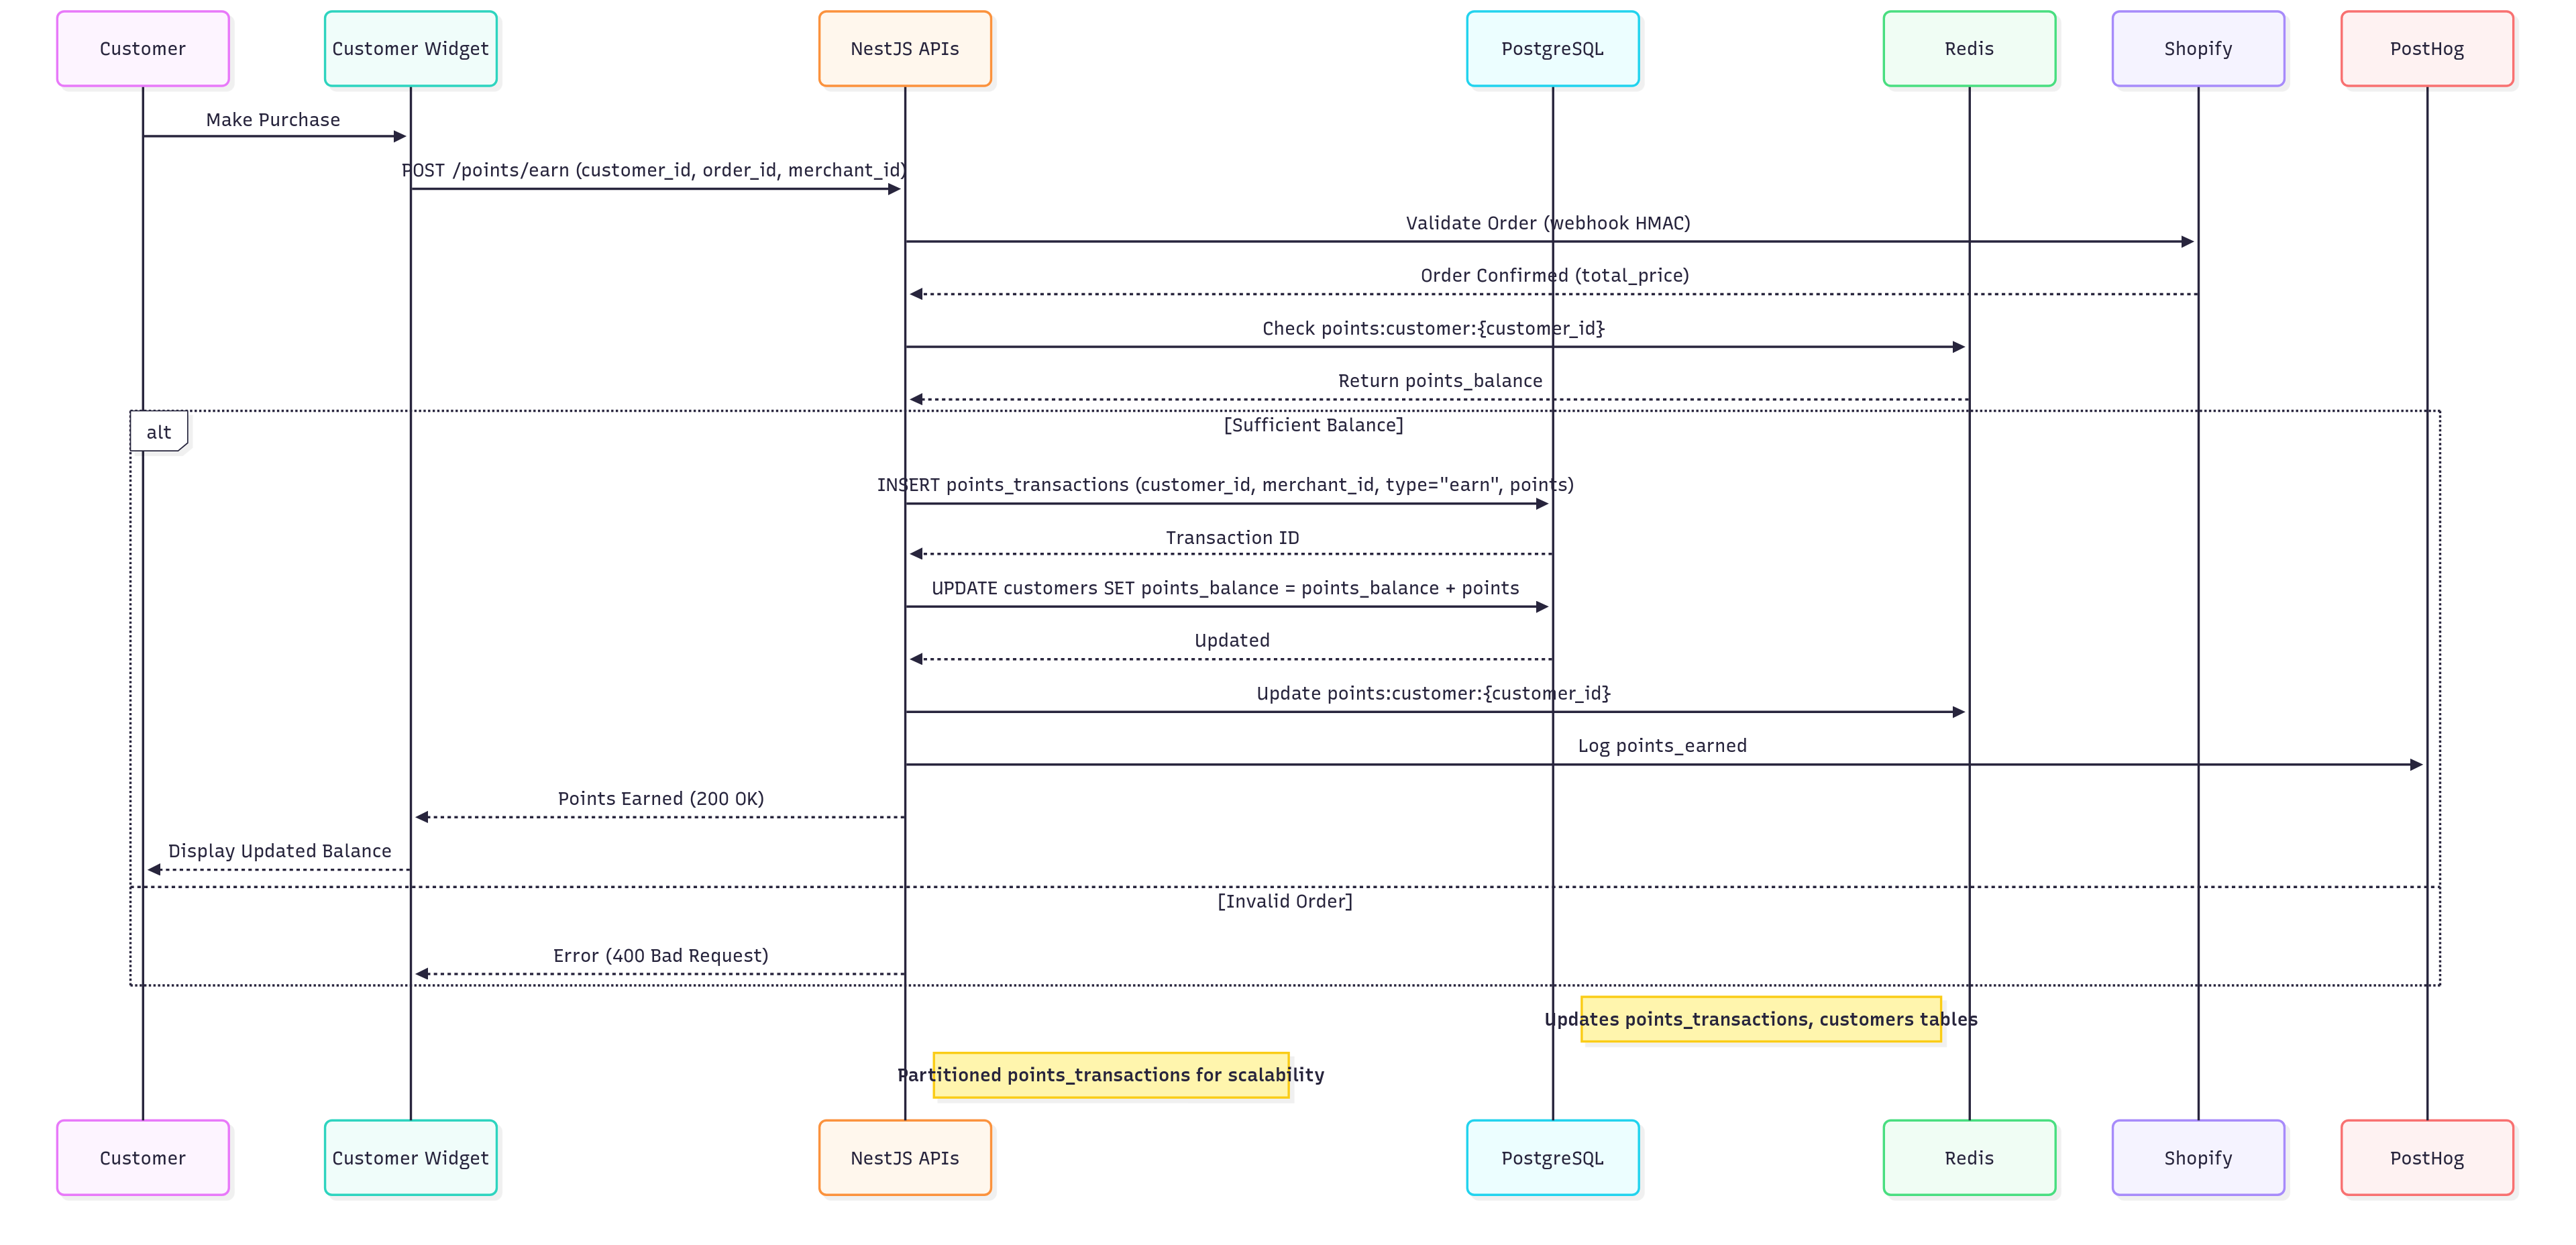 Customer
Customer Widget
NestJS APIs
PostgreSQL
Redis
Shopify
PostHog
Make Purchase
POST /points/earn (customer_id, order_id, merchant_id)
Validate Order (webhook HMAC)
Order Confirmed (total_price)
Check points:customer:{customer_id}
Return points_balance
alt
[Sufficient Balance]
INSERT points_transactions (customer_id, merchant_id, type="earn", points)
Transaction ID
UPDATE customers SET points_balance = points_balance + points
Updated
Update points:customer:{customer_id}
Log points_earned
Points Earned (200 OK)
Display Updated Balance
[Invalid Order]
Error (400 Bad Request)
Updates points_transactions, customers tables
Partitioned points_transactions for scalability
Customer
Customer Widget
NestJS APIs
PostgreSQL
Redis
Shopify
PostHog